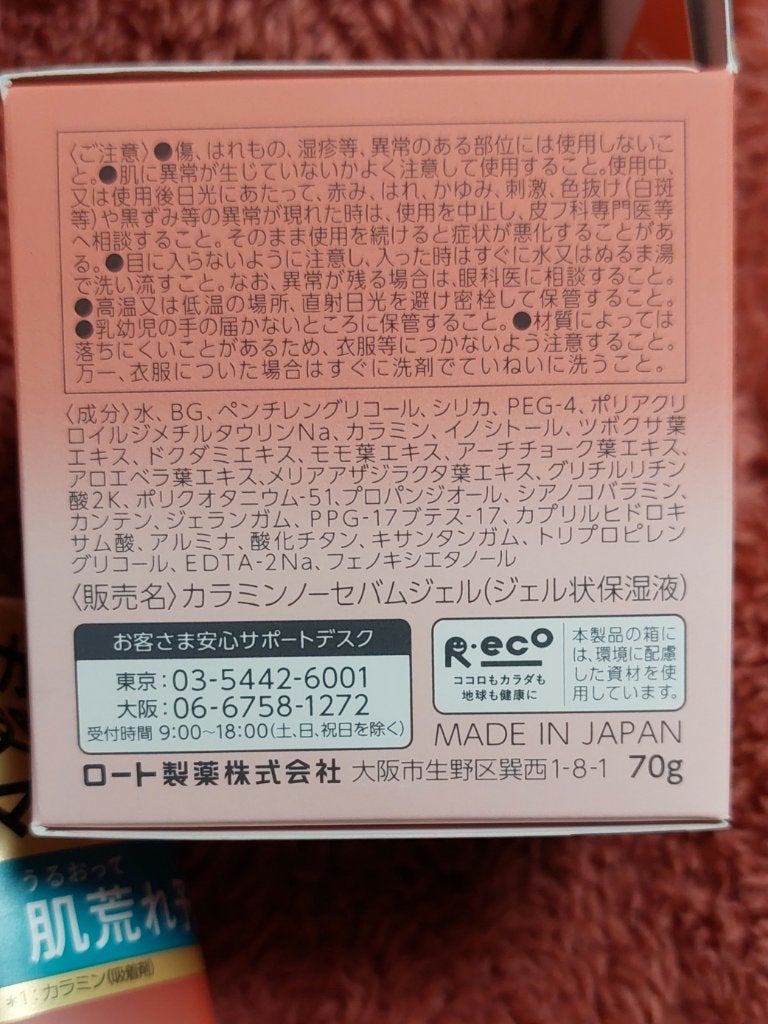 〈ご注意〉●傷、はれもの、湿疹等、異常のある部位には使用しないこ
と。●肌に異常が生じていないかよく注意して使用すること。使用中、
又は使用後日光にあたって、赤み、はれ、かゆみ、刺激、色抜け(白斑
等)や黒ずみ等の異常が現れた時は、使用を中止し、皮フ科専門医等
へ相談すること。そのまま使用を続けると症状が悪化することがあ
る。●目に入らないように注意し、入った時はすぐに水又はぬるま湯
で洗い流すこと。なお、異常が残る場合は、眼科医に相談すること。
●高温又は低温の場所、直射日光を避け密栓して保管すること。
●乳幼児の手の届かないところに保管すること。●材質によっては
落ちにくいことがあるため、衣服等につかないよう注意すること。
万一、衣服についた場合はすぐに洗剤でていねいに洗うこと。
〈成分〉水、BG、ペンチレングリコール、シリカ、PEG-4、ポリアクリ
ロイルジメチルタウリンNa、カラミン、イノシトール、ツボクサ葉
エキス、ドクダミエキス、モモ葉エキス、アーチチョーク葉エキス、
アロエベラ葉エキス、メリアアザジラクタ葉エキス、グリチルリチン
酸2K、ポリクオタニウム-51、プロパンジオール、シアノコバラミン、
カンテン、ジェランガム、PPG-17ブテス-17、カプリルヒドロキ
サム酸、アルミナ、酸化チタン、キサンタンガム、トリプロピレン
グリコール、EDTA-2Na、フェノキシエタノール
〈販売名〉カラミンノーセバムジェル(ジェル状保湿液)
お客さま安心サポートデスク
東京:03-5442-6001
大阪:06-6758-1272
受付時間 9:00〜18:00(土、日、祝日を除く)
R・eco
ココロもカラダも
地球も健康に
本製品の箱に
は、環境に配慮
した資材を使
用しています。
MADE IN JAPAN
ロート製薬株式会社 大阪市生野区巽西1-8-1 70g
うるおって
肌荒れ
*1:カラミン(吸着剤)